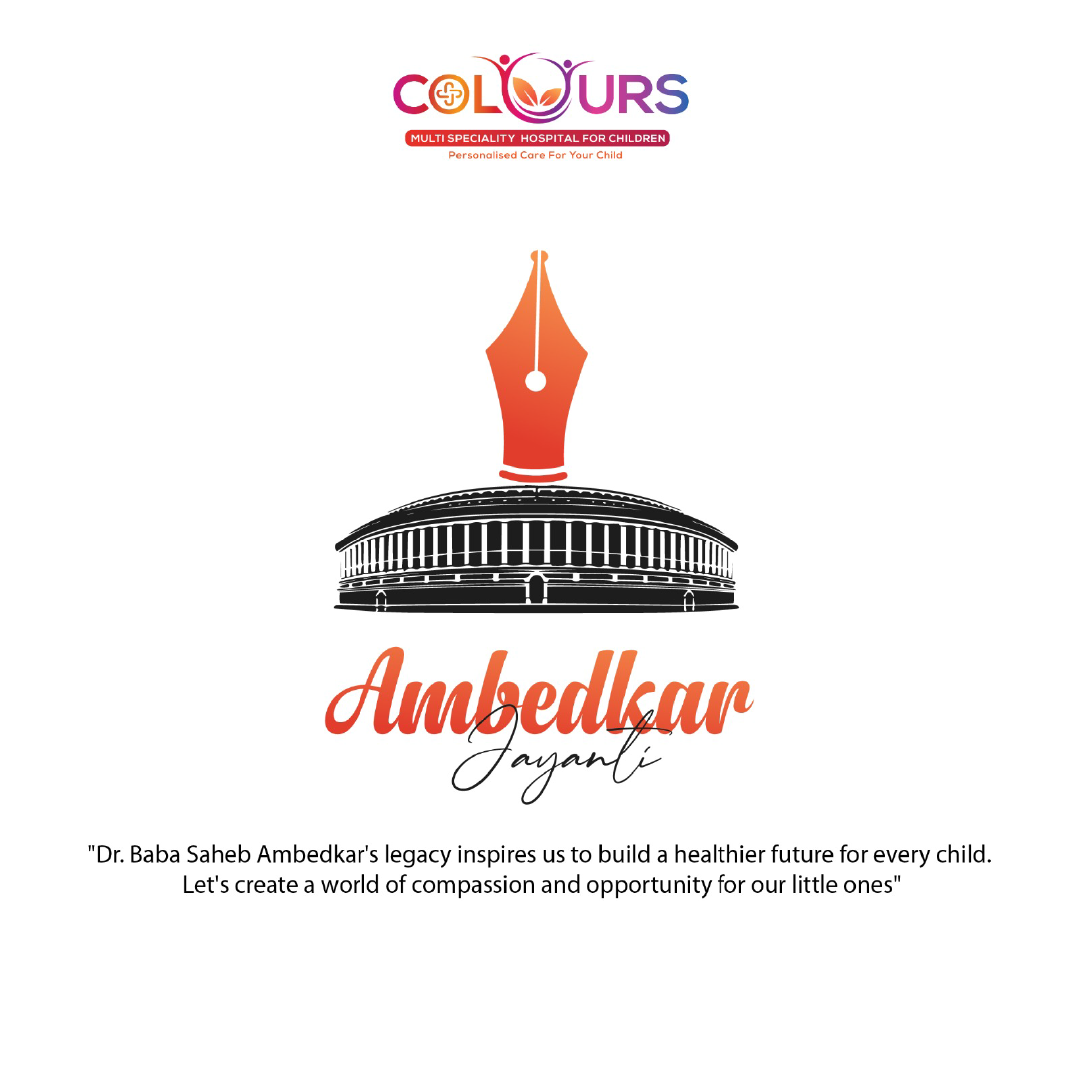 COLOURS
MULTI SPECIALITY HOSPITAL FOR CHILDREN
Personalised Care For Your Child
Ambedkar
Jayanti
"Dr. Baba Saheb Ambedkar's legacy inspires us to build a healthier future for every child.
Let's create a world of compassion and opportunity for our little ones"